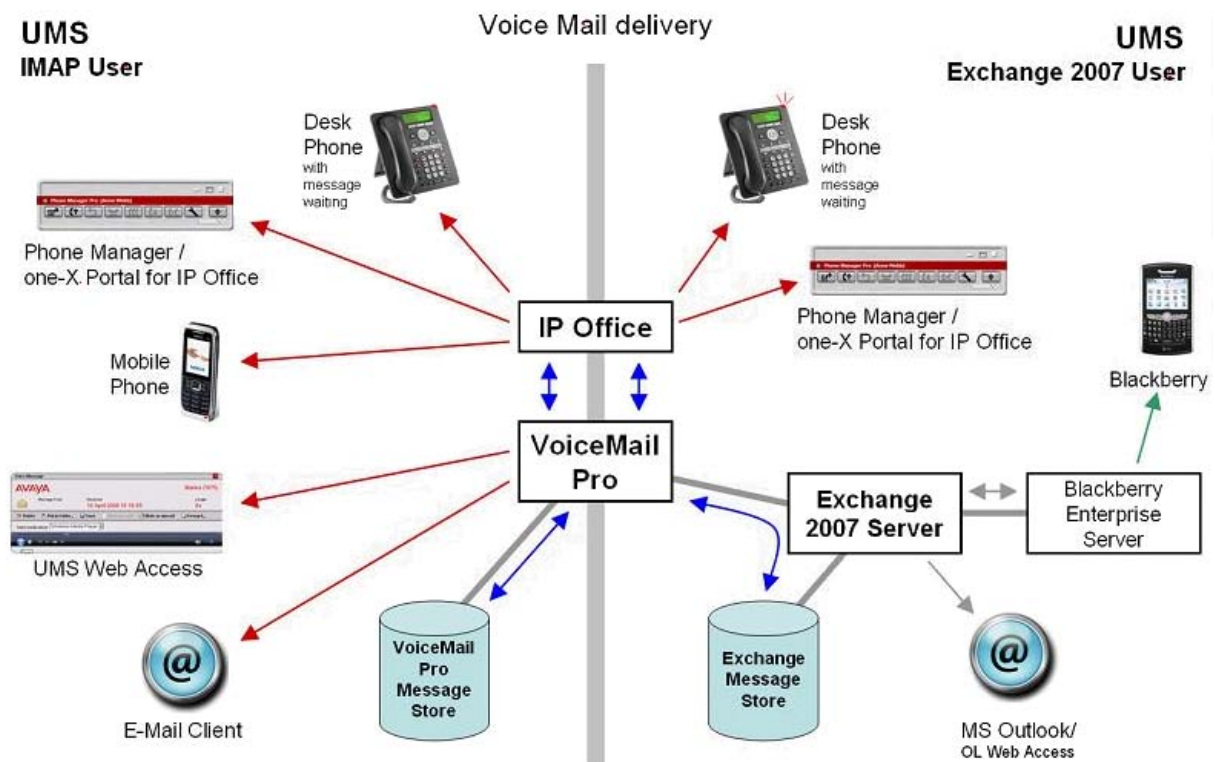 Voice Mail delivery
UMS
IMAP User
UMS
Exchange 2007 User
Desk
Phone
with
message
waiting
Desk
Phone
with
message
waiting
Phone Manager /
one-X Portal for IP Office
Phone Manager /
one-X Portal for IP Office
IP Office
Mobile
Phone
Blackberry
VoiceMail
Pro
AVAYA
UMS Web Access
Exchange
2007 Server
Blackberry
Enterprise
Server
VoiceMail
Pro
Message
Store
Exchange
Message
Store
@
E-Mail Client
@
MS Outlook/
OL Web Access